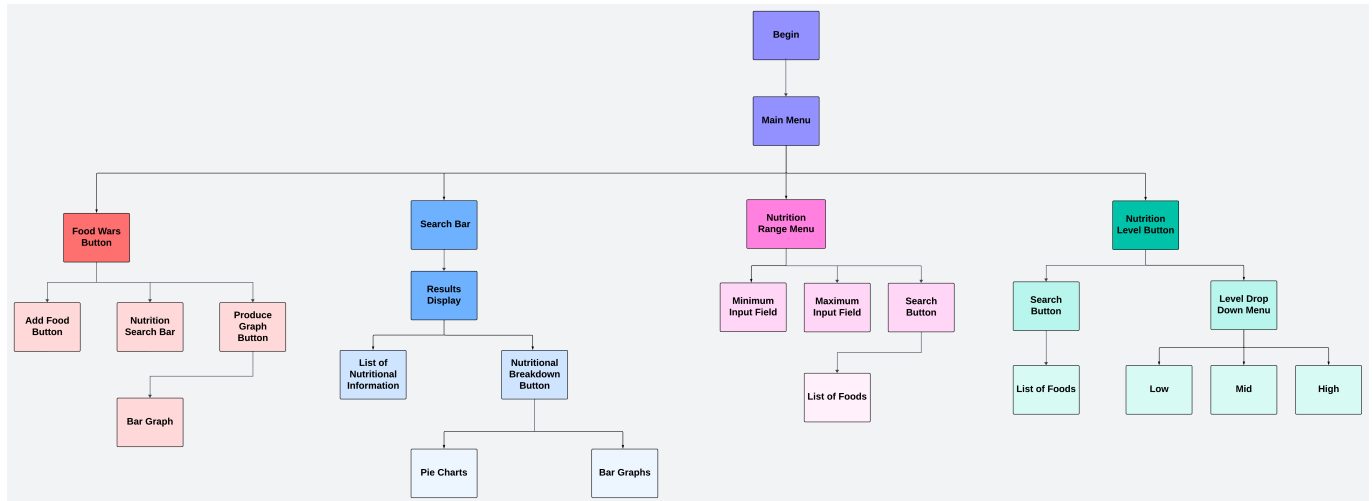 Begin
Main Menu
Food Wars
Button
Search Bar
Nutrition
Range Menu
Nutrition
Level Button
Add Food
Button
Nutrition
Search Bar
Produce
Graph
Button
Results
Display
Minimum
Input Field
Maximum
Input Field
Search
Button
Search
Button
Level Drop
Down Menu
Bar Graph
List of
Nutritional
Information
Nutritional
Breakdown
Button
List of Foods
List of Foods
Low
Mid
High
Pie Charts
Bar Graphs